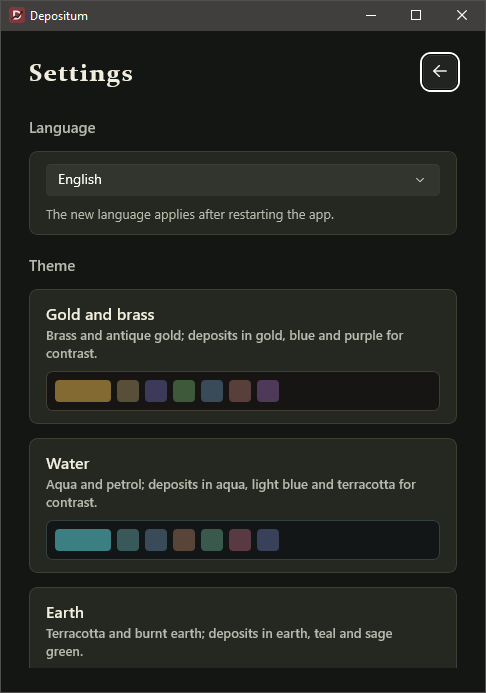 Depositum
Settings
Language
English
The new language applies after restarting the app.
Theme
Gold and brass
Brass and antique gold; deposits in gold, blue and purple for
contrast.
Water
Aqua and petrol; deposits in aqua, light blue and terracotta for
contrast.
Earth
Terracotta and burnt earth; deposits in earth, teal and sage
green.